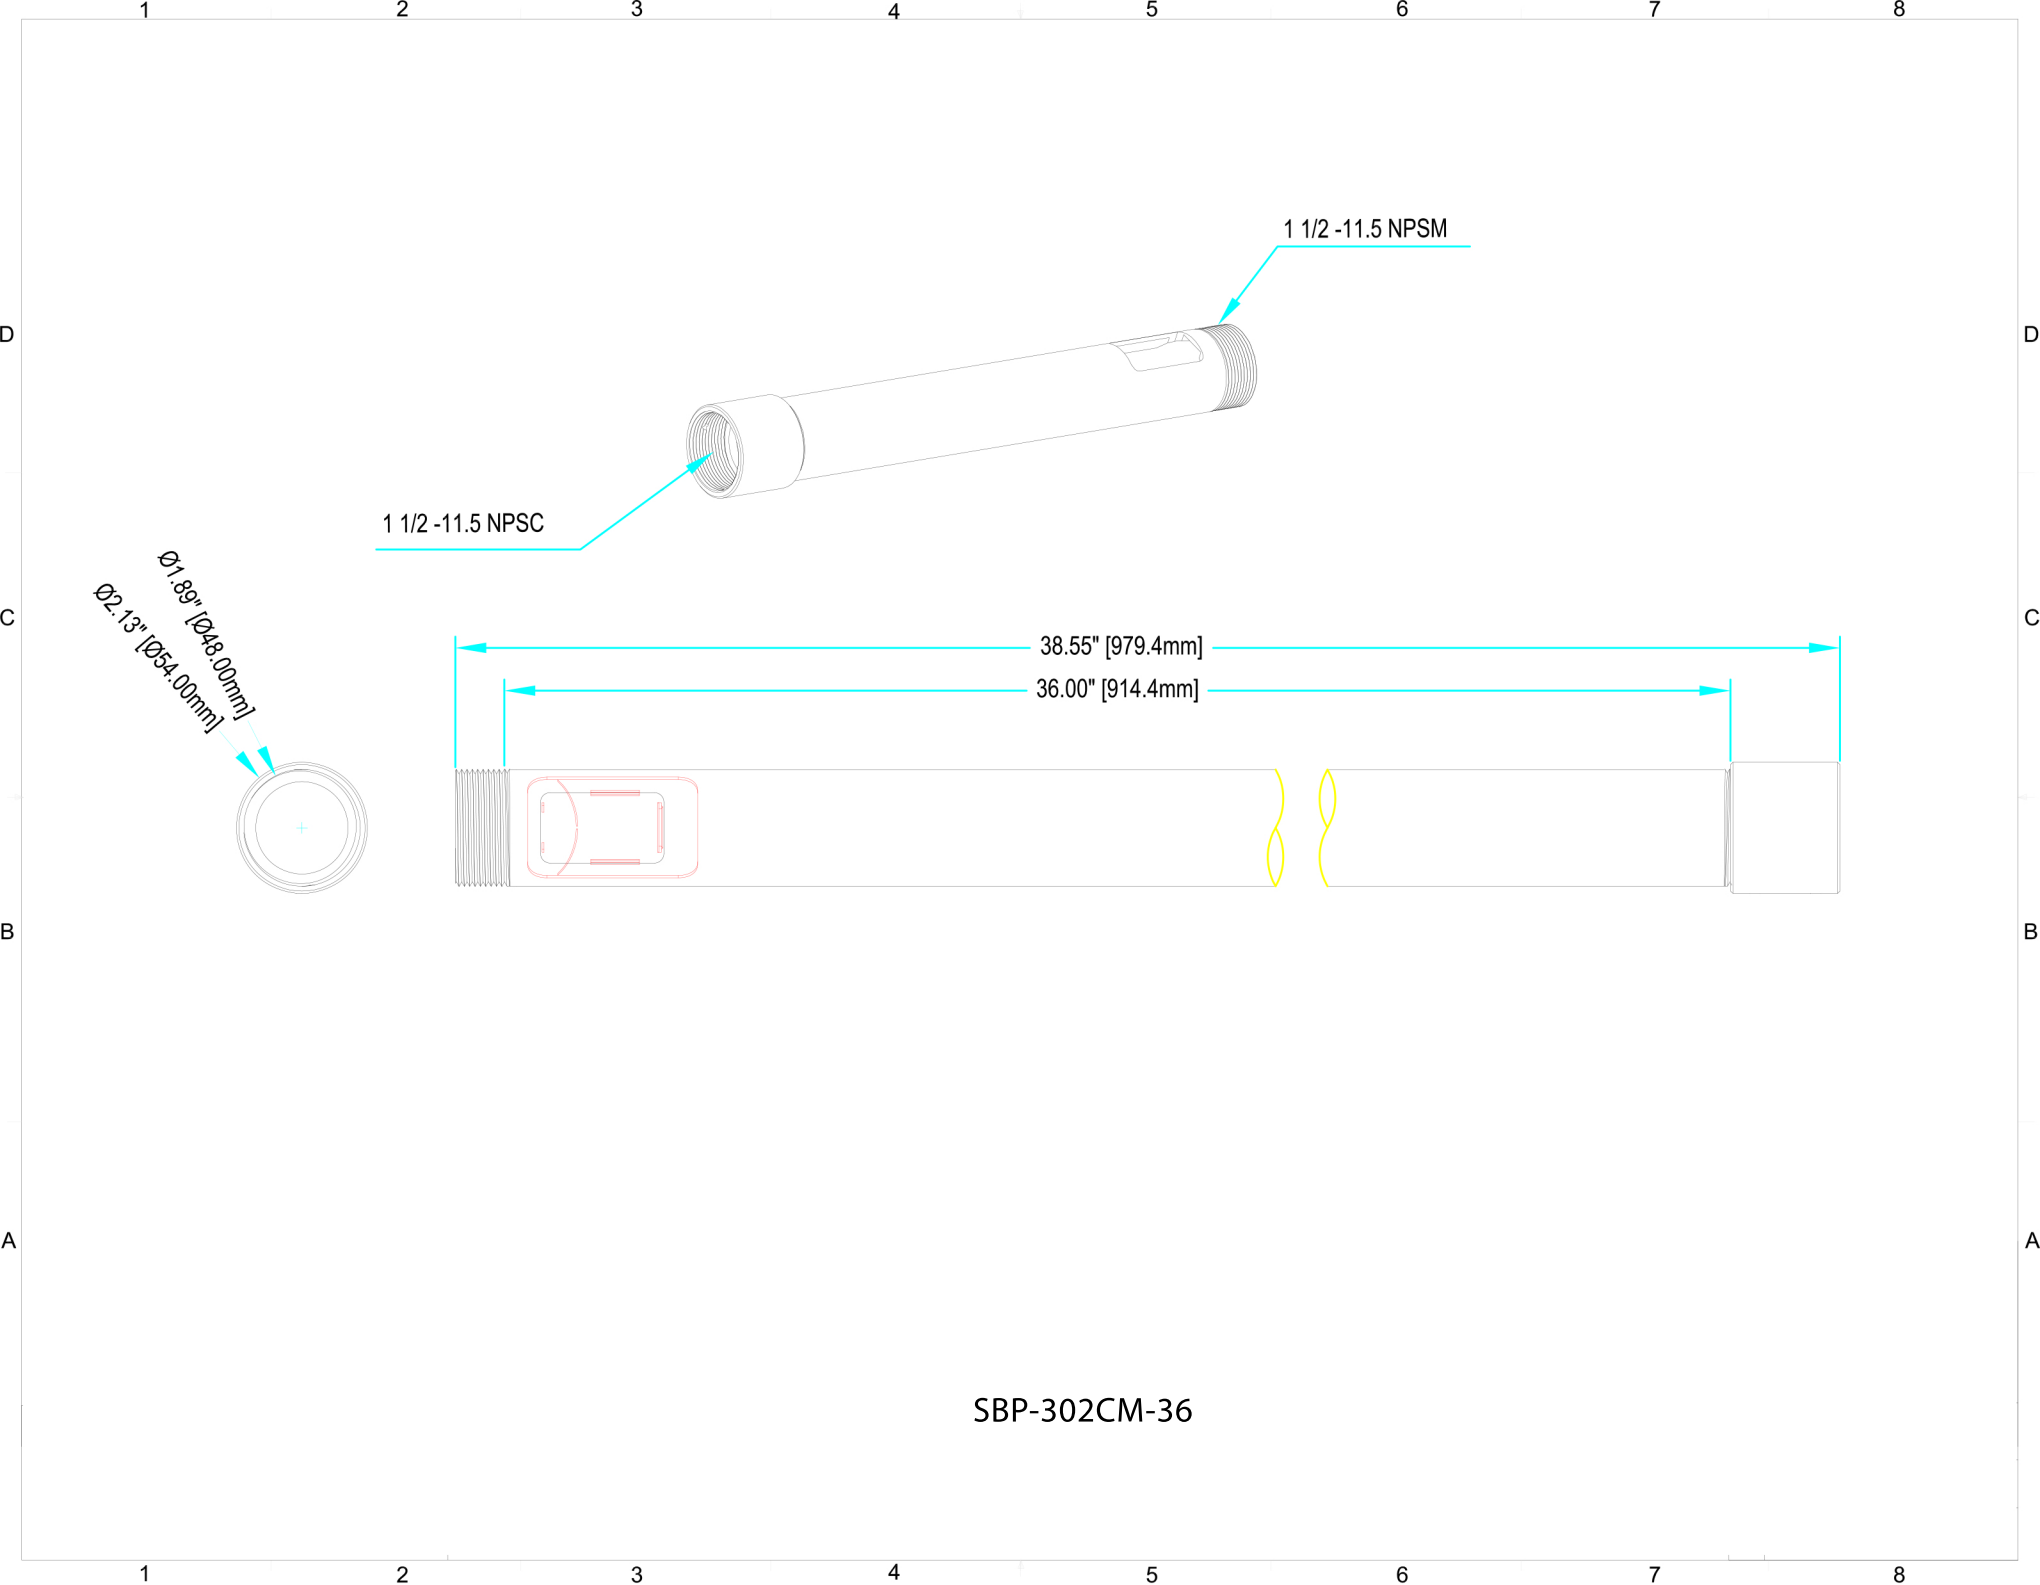 1 2 3 4 5 6 7 8
1 1/2 -11.5 NPSM
D D
1 1/2 -11.5 NPSC
Ø1.89" [Ø48.00mm]
Ø2.13" [Ø54.00mm]
C C
38.55" [979.4mm]
36.00" [914.4mm]
B B
A A
SBP-302CM-36
1 2 3 4 5 6 7 8